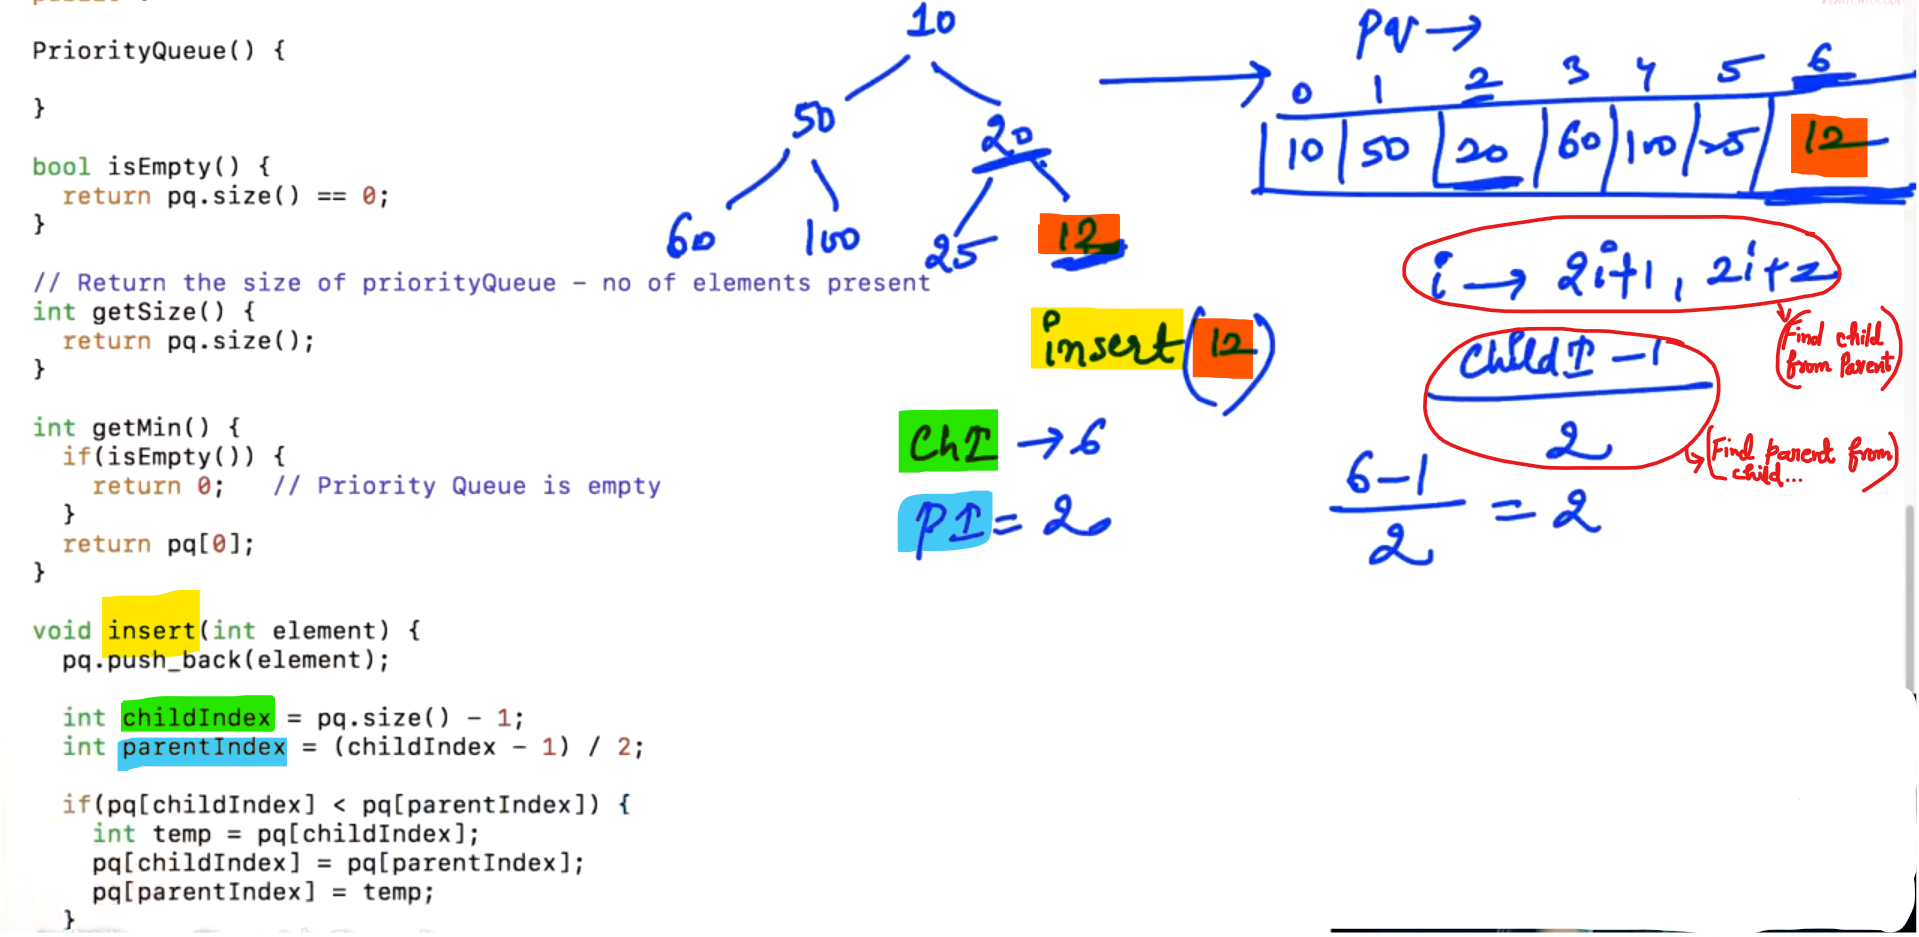 PriorityQueue() {
}
bool isEmpty() {
return pq.size() == 0;
}
// Return the size of priorityQueue - no of elements present
int getSize() {
return pq.size();
}
int getMin() {
if(isEmpty()) {
return 0; // Priority Queue is empty
}
return pq[0];
}
void insert(int element) {
pq.push_back(element);
int childIndex = pq.size() - 1;
int parentIndex = (childIndex - 1) / 2;
if(pq[childIndex] < pq[parentIndex]) {
int temp = pq[childIndex];
pq[childIndex] = pq[parentIndex];
pq[parentIndex] = temp;
}
10
50 20
60 100 25 12
pq →
0 1 2 3 4 5 6
10 50 20 60 100 25 12
i → 2i+1, 2i+2
(Find child
from Parent)
insert(12)
ChildI - 1
2
(Find parent from
child...)
ChI → 6
PI = 2
6-1
2
= 2